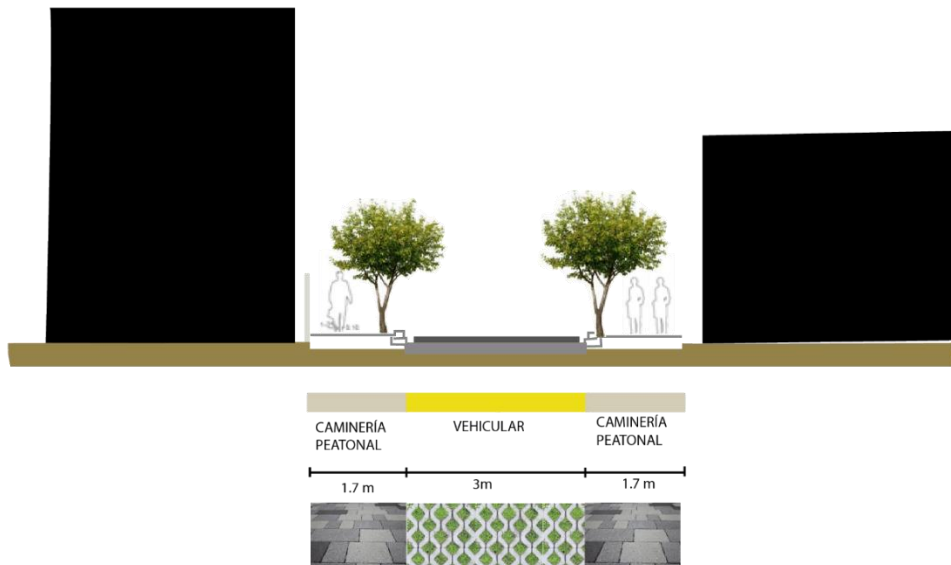 CAMINERÍA
PEATONAL
VEHICULAR
CAMINERÍA
PEATONAL
1.7 m
3m
1.7 m